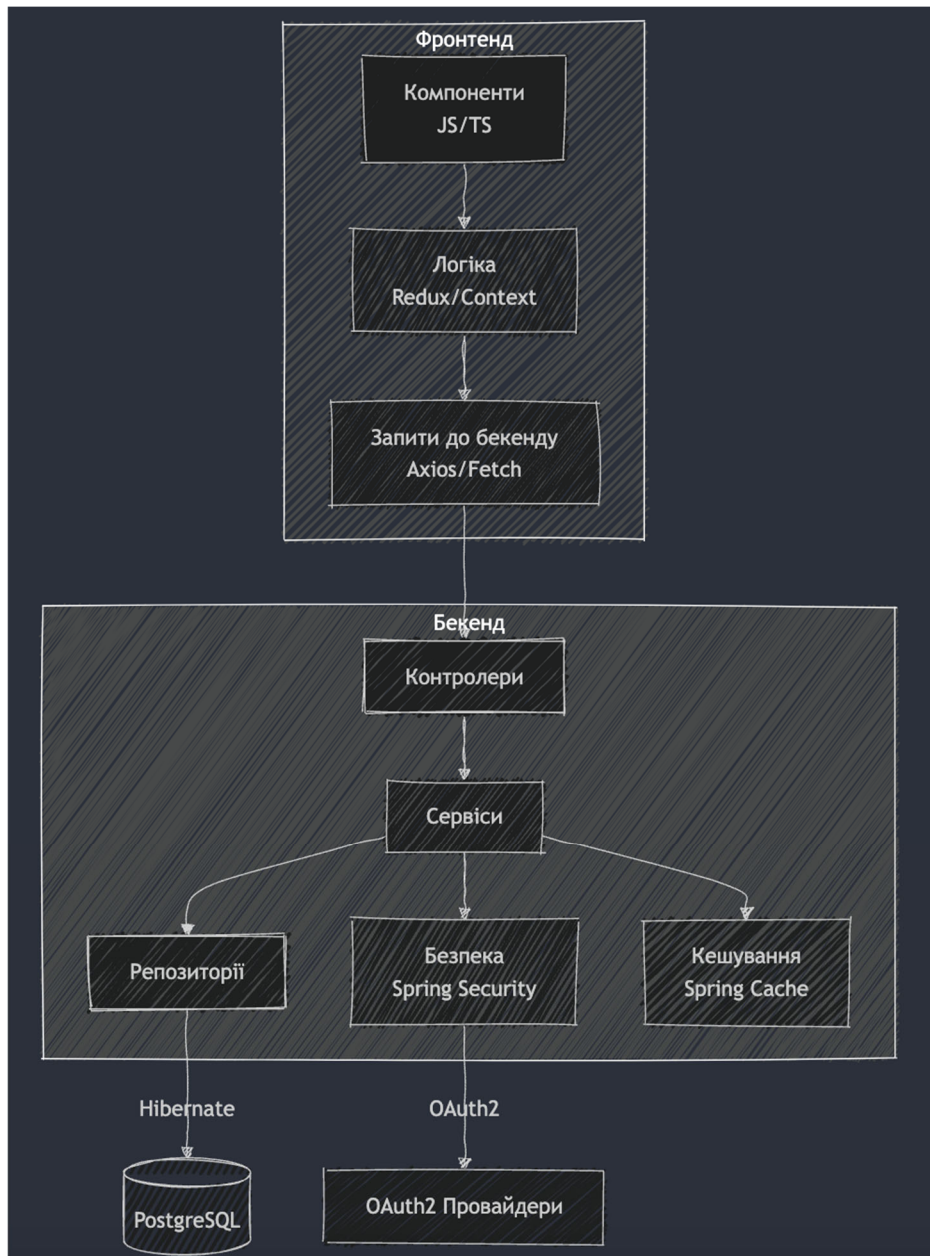 Фронтенд
Компоненти
JS/TS
Логіка
Redux/Context
Запити до бекенду
Axios/Fetch
Бекенд
Контролери
Сервіси
Репозиторії
Безпека
Spring Security
Кешування
Spring Cache
Hibernate
OAuth2
PostgreSQL
OAuth2 Провайдери